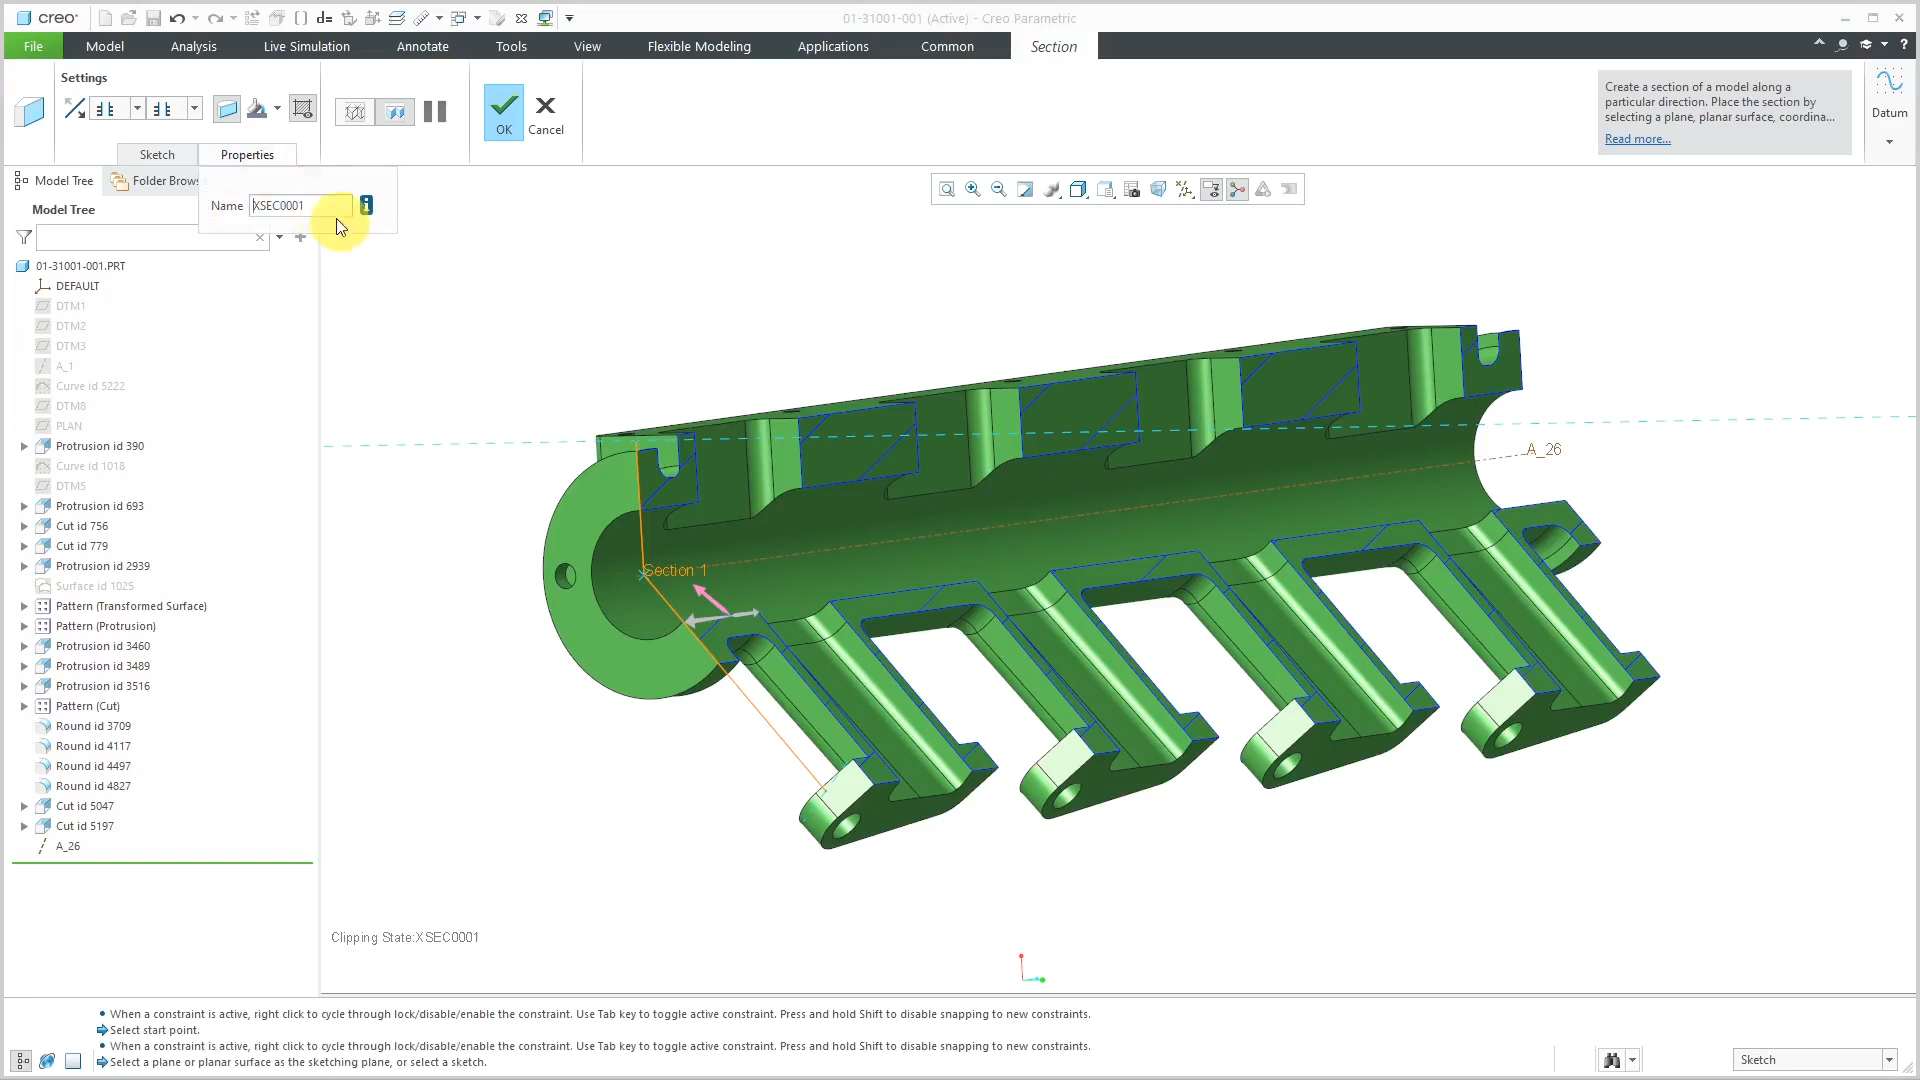 creo
d=
01-31001-001 (Active) - Creo Parametric
File
Model
Analysis
Live Simulation
Annotate
Tools
View
Flexible Modeling
Applications
Common
Section
Settings
OK
Cancel
Create a section of a model along a
particular direction. Place the section by
selecting a plane, planar surface, coordina...
Read more...
Datum
Sketch
Properties
Model Tree
Folder Brows
Name XSEC0001
Model Tree
01-31001-001.PRT
DEFAULT
DTM1
DTM2
DTM3
A_1
Curve id 5222
DTM8
PLAN
Protrusion id 390
Curve id 1018
DTM5
Protrusion id 693
Cut id 756
Cut id 779
Protrusion id 2939
Surface id 1025
Pattern (Transformed Surface)
Pattern (Protrusion)
Protrusion id 3460
Protrusion id 3489
Protrusion id 3516
Pattern (Cut)
Round id 3709
Round id 4117
Round id 4497
Round id 4827
Cut id 5047
Cut id 5197
A_26
A_26
Section 1
Clipping State:XSEC0001
When a constraint is active, right click to cycle through lock/disable/enable the constraint. Use Tab key to toggle active constraint. Press and hold Shift to disable snapping to new constraints.
Select start point.
When a constraint is active, right click to cycle through lock/disable/enable the constraint. Use Tab key to toggle active constraint. Press and hold Shift to disable snapping to new constraints.
Select a plane or planar surface as the sketching plane, or select a sketch.
Sketch